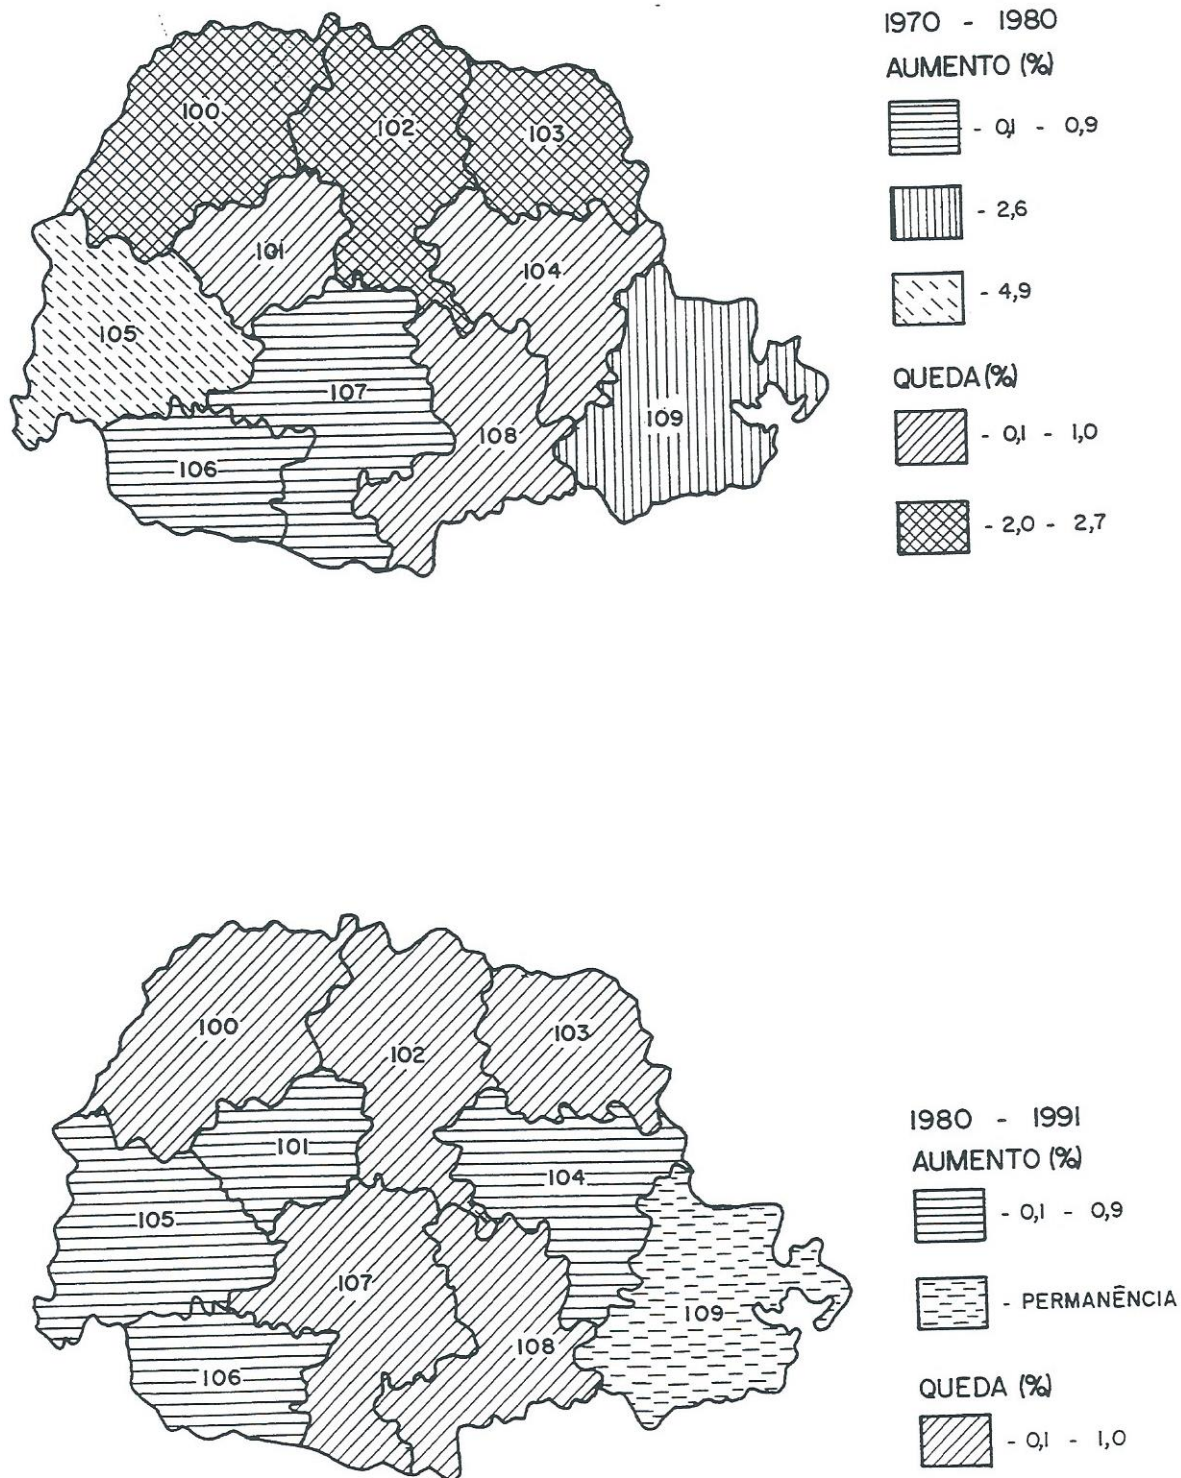 1970 - 1980
AUMENTO (%)
- 0,1 - 0,9
- 2,6
- 4,9
QUEDA (%)
- 0,1 - 1,0
- 2,0 - 2,7
100
102
103
101
104
105
107
109
108
106
1980 - 1991
AUMENTO (%)
- 0,1 - 0,9
- PERMANÊNCIA
QUEDA (%)
- 0,1 - 1,0
100
103
102
101
104
105
107
109
108
106